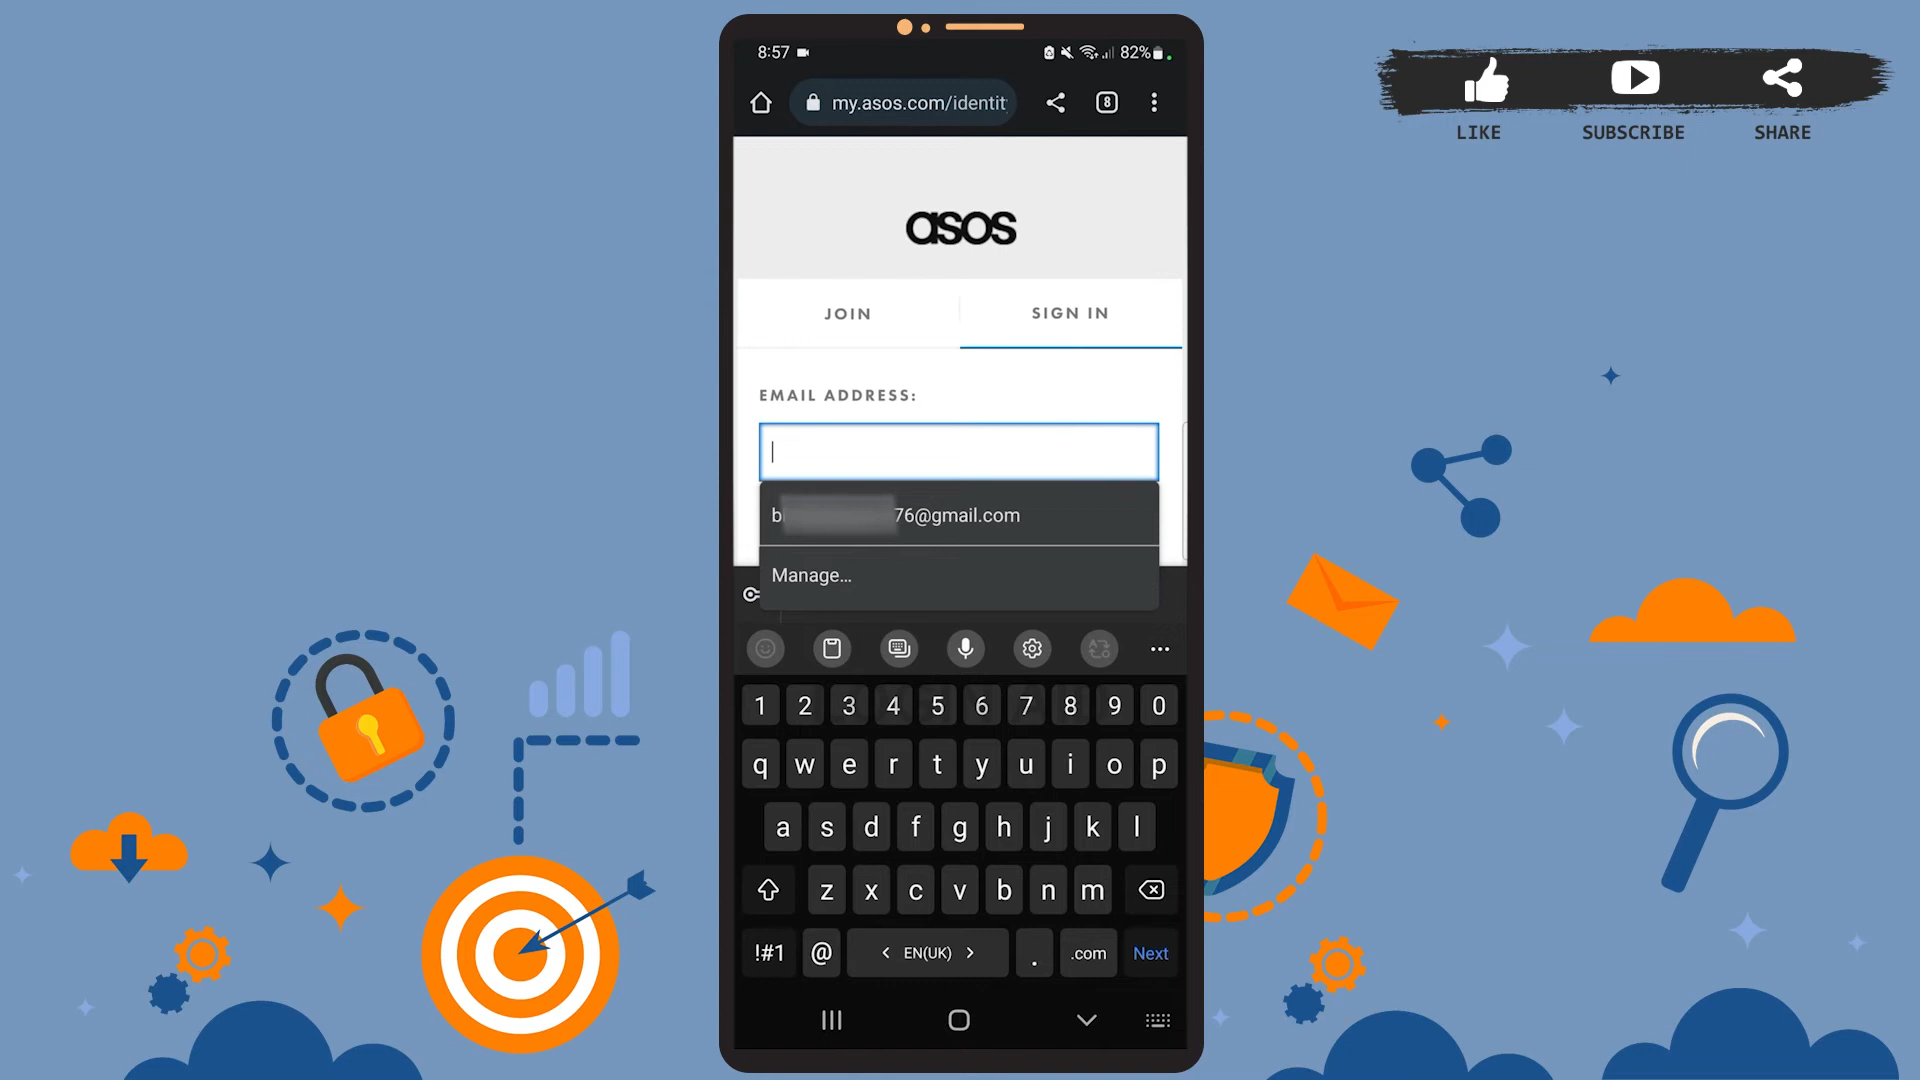 8:57
82%
my.asos.com/identit
8
LIKE
SUBSCRIBE
SHARE
asos
JOIN
SIGN IN
EMAIL ADDRESS:
76@gmail.com
Manage...
1 2 3 4 5 6 7 8 9 0
q w e r t y u i o p
a s d f g h j k l
z x c v b n m
!#1 @ < EN(UK) > . .com Next